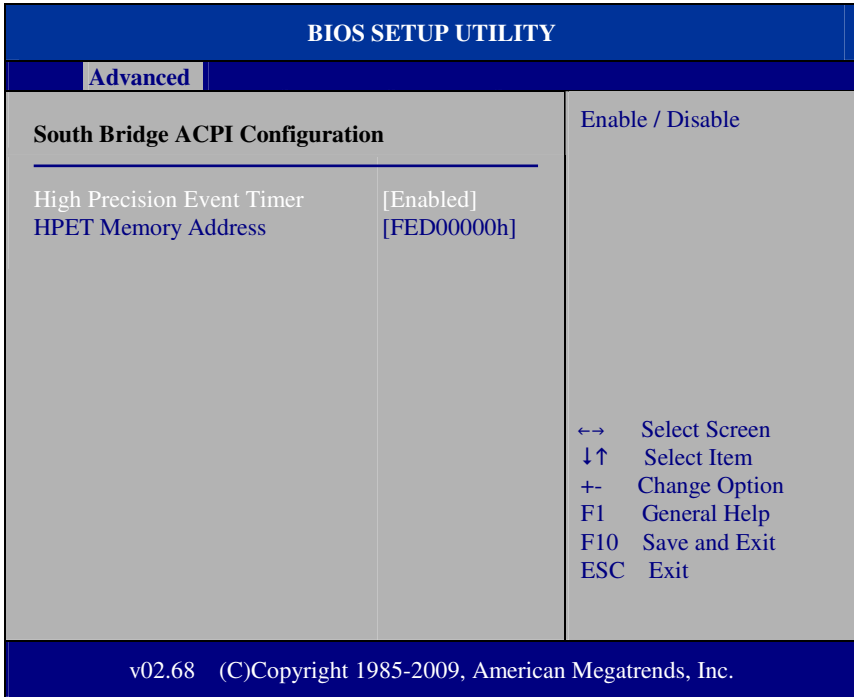 BIOS SETUP UTILITY
Advanced
South Bridge ACPI Configuration
High Precision Event Timer [Enabled]
HPET Memory Address [FED00000h]
Enable / Disable
←→ Select Screen
↓↑ Select Item
+- Change Option
F1 General Help
F10 Save and Exit
ESC Exit
v02.68 (C)Copyright 1985-2009, American Megatrends, Inc.